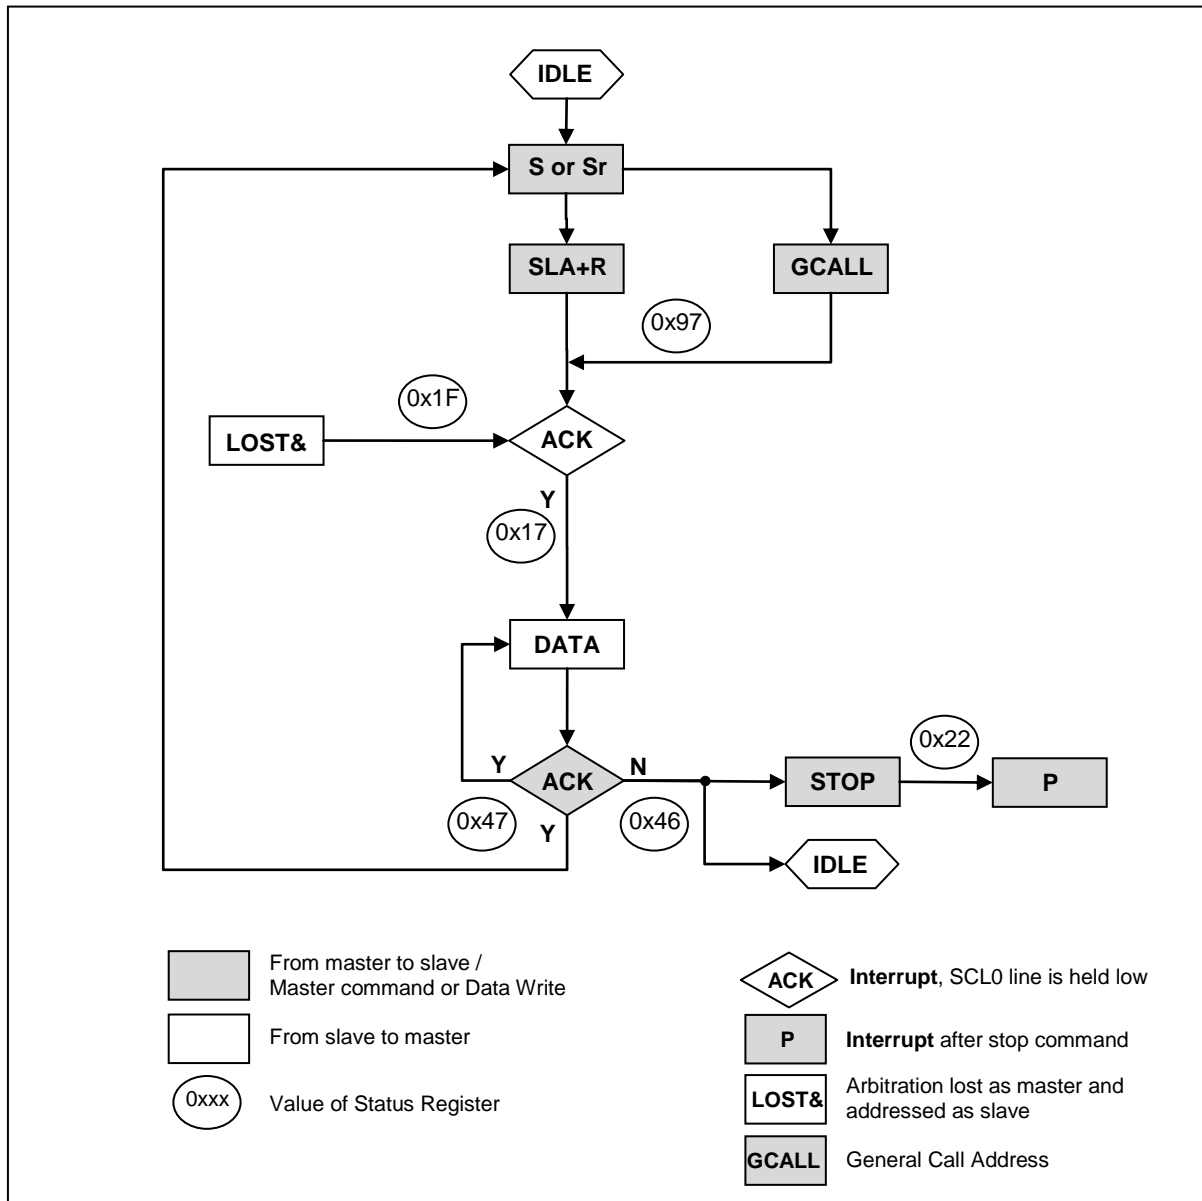 IDLE
S or Sr
SLA+R
GCALL
0x97
0x1F
LOST&
ACK
Y
0x17
DATA
0x22
Y
ACK
N
STOP
P
0x47
Y
0x46
IDLE
From master to slave /
Master command or Data Write
From slave to master
0xxx
Value of Status Register
ACK
Interrupt, SCL0 line is held low
P
Interrupt after stop command
LOST&
Arbitration lost as master and
addressed as slave
GCALL
General Call Address